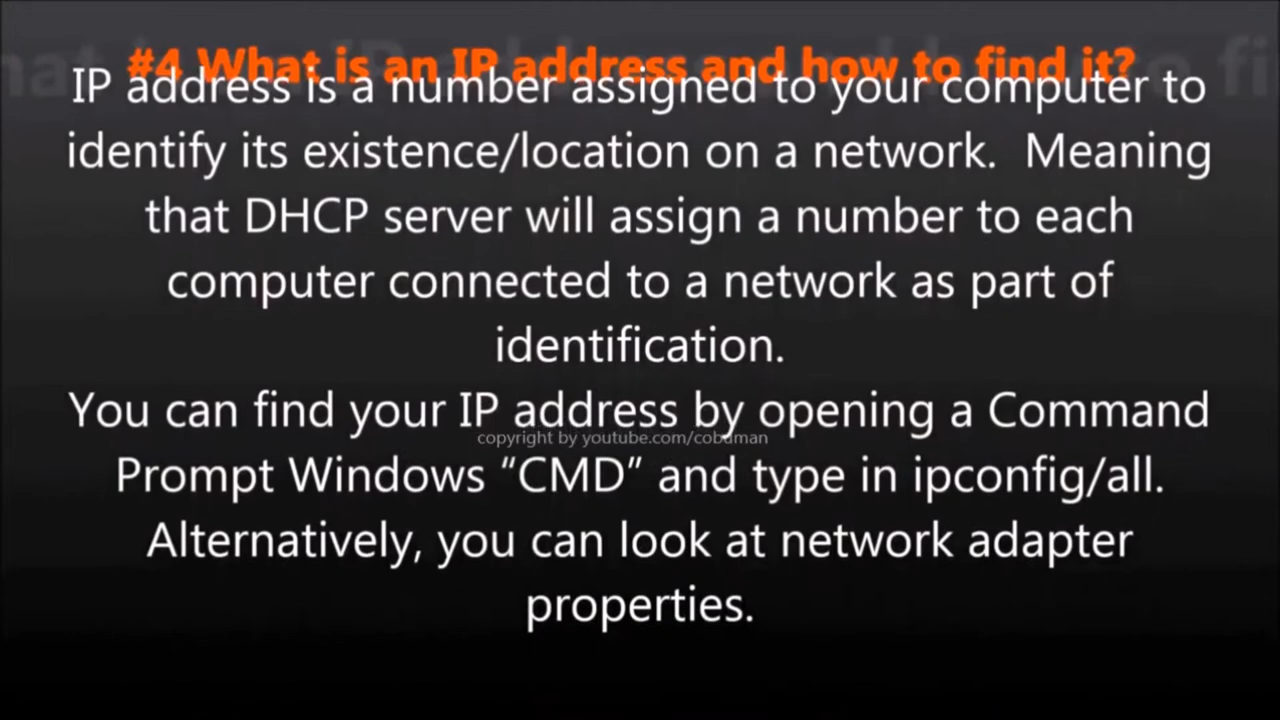 #4 What is an IP address and how to find it?
IP address is a number assigned to your computer to
identify its existence/location on a network.  Meaning
that DHCP server will assign a number to each
computer connected to a network as part of
identification.
You can find your IP address by opening a Command
copyright by youtube.com/cobuman
Prompt Windows “CMD” and type in ipconfig/all.
Alternatively, you can look at network adapter
properties.